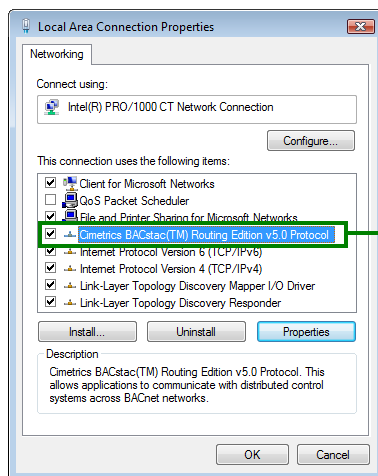 Local Area Connection Properties
Networking
Connect using:
Intel(R) PRO/1000 CT Network Connection
Configure...
This connection uses the following items:
Client for Microsoft Networks
QoS Packet Scheduler
File and Printer Sharing for Microsoft Networks
Cimetrics BACstac(TM) Routing Edition v5.0 Protocol
Internet Protocol Version 6 (TCP/IPv6)
Internet Protocol Version 4 (TCP/IPv4)
Link-Layer Topology Discovery Mapper I/O Driver
Link-Layer Topology Discovery Responder
Install... Uninstall Properties
Description
Cimetrics BACstac(TM) Routing Edition v5.0 Protocol. This
allows applications to communicate with distributed control
systems across BACnet networks.
OK Cancel